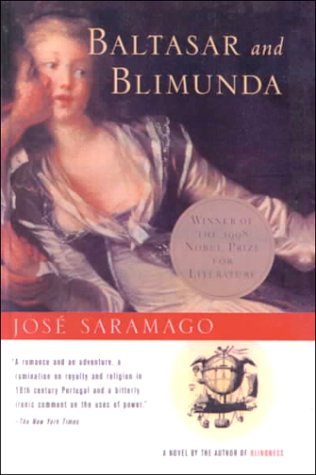 BALTASAR and
BLIMUNDA
WINNER OF
THE 1998
NOBEL PRIZE
FOR
LITERATURE
JOSÉ SARAMAGO
"A romance and an adventure, a
rumination on royalty and religion in
18th century Portugal and a bitterly
ironic comment on the uses of power."
—The New York Times
A NOVEL BY THE AUTHOR OF BLINDNESS